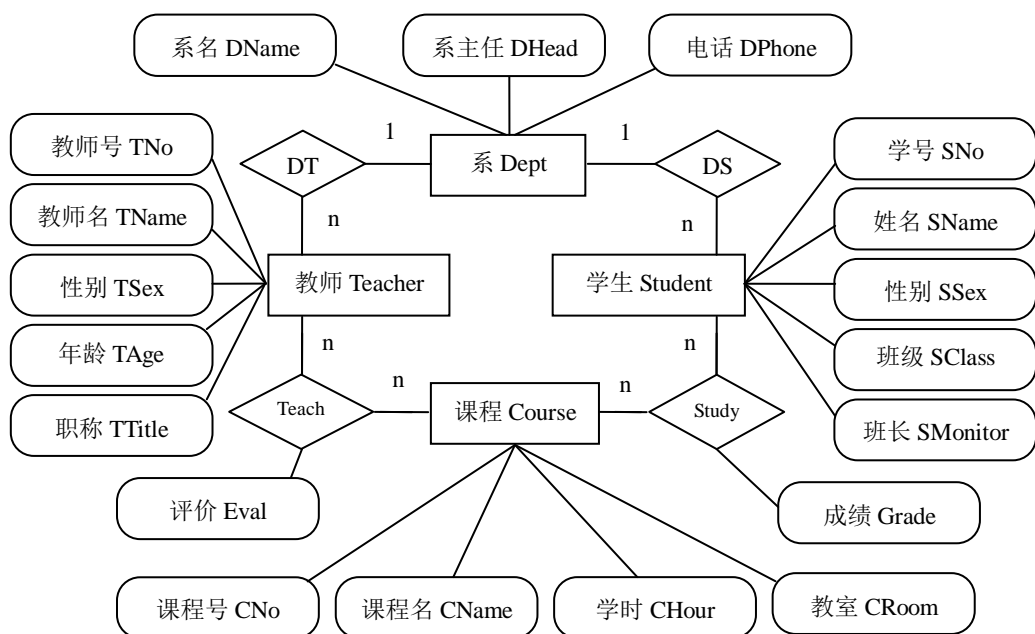 系名 DName
系主任 DHead
电话 DPhone
1
1
教师号 TNo
DT
系 Dept
DS
学号 SNo
教师名 TName
n
n
姓名 SName
性别 TSex
教师 Teacher
学生 Student
性别 SSex
年龄 TAge
n
n
班级 SClass
n
n
职称 TTitle
Teach
课程 Course
Study
班长 SMonitor
评价 Eval
成绩 Grade
课程号 CNo
课程名 CName
学时 CHour
教室 CRoom